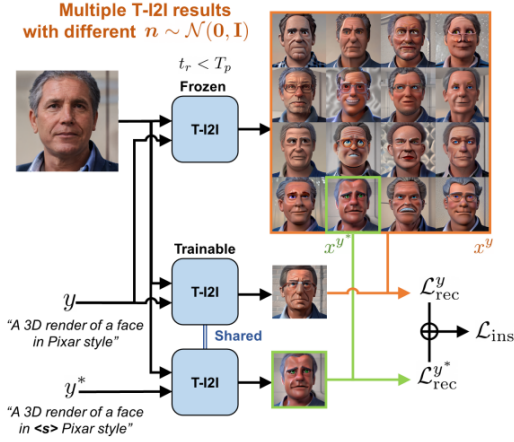 Multiple T-I2I results
with different n ~ N(0, I)
t_r < T_p
Frozen
T-I2I
x^{y*}
x^y
Trainable
T-I2I
y
"A 3D render of a face
in Pixar style"
Shared
L^y_rec
L_ins
T-I2I
L^{y*}_rec
y*
"A 3D render of a face
in <s> Pixar style"